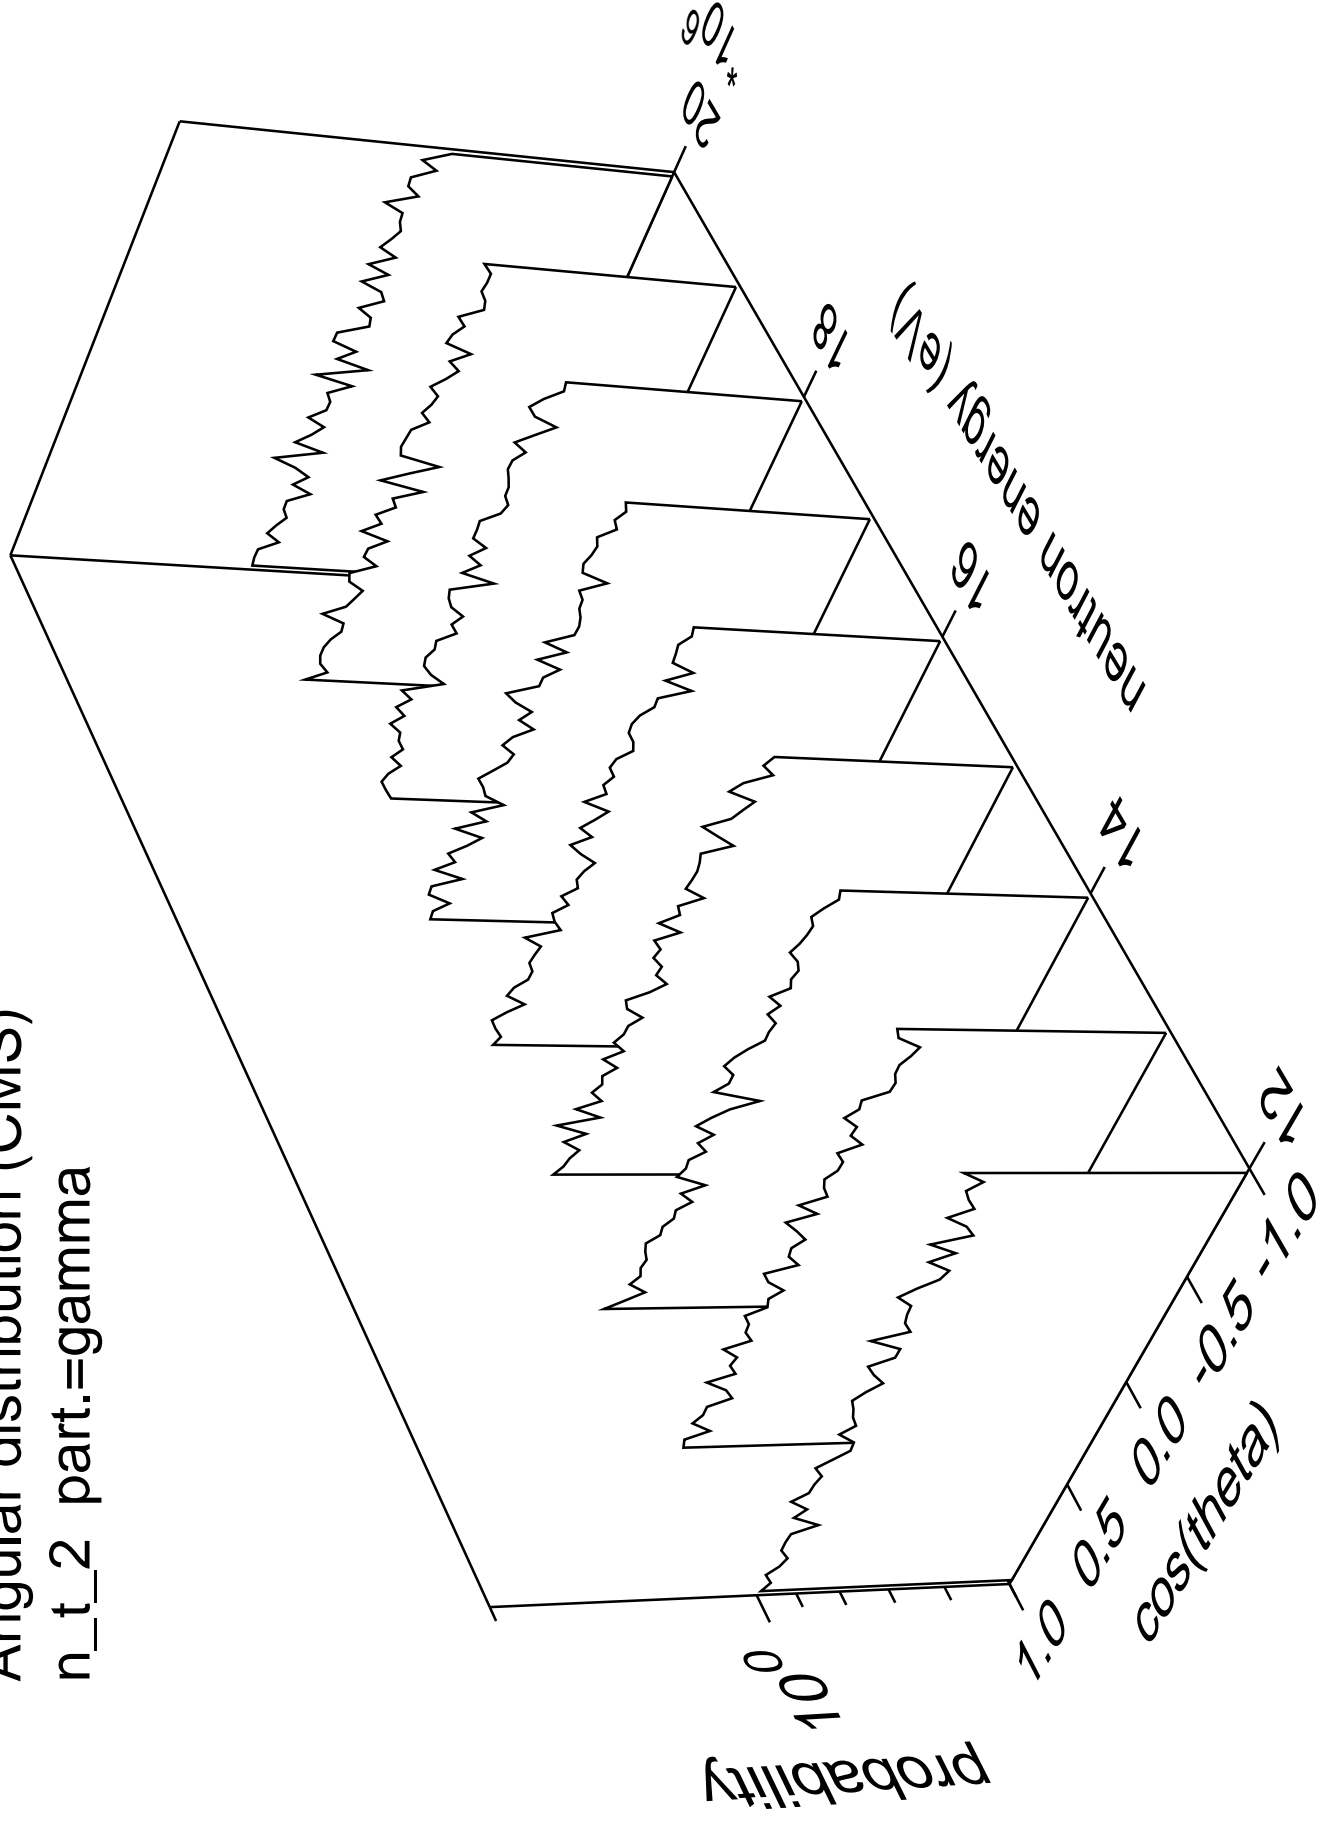 Angular distribution (CMS)
n_t_2 part.=gamma
probability
10^0
1.0 0.5 0.0 -0.5 -1.0
cos(theta)
12 14 16 18 20 * 10^6
neutron energy (eV)